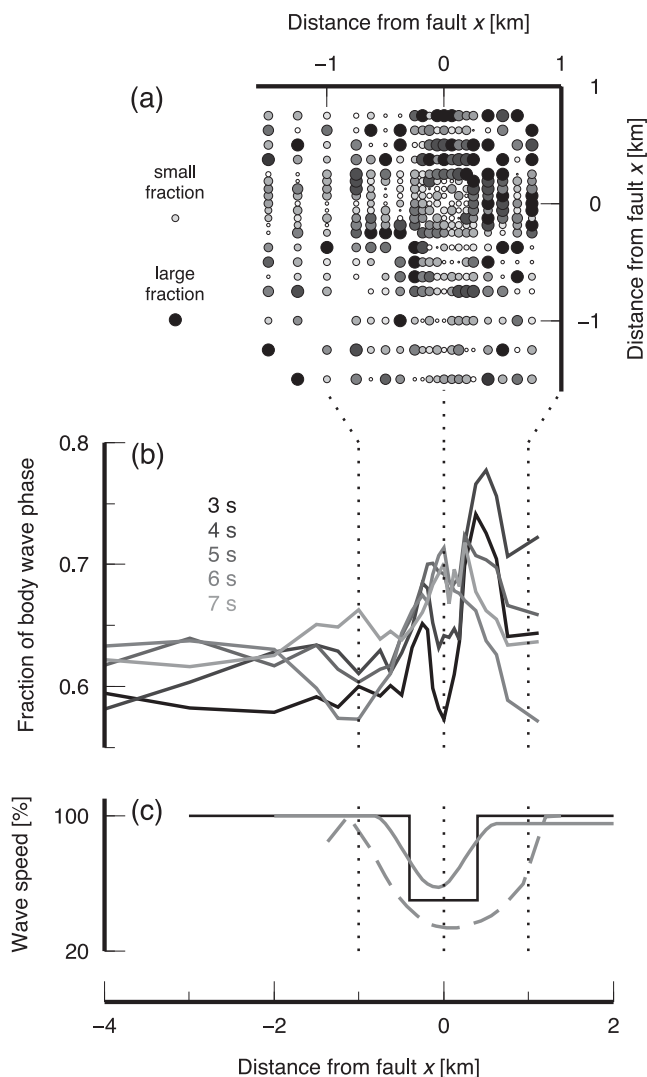 Distance from fault x [km]
−1 0 1
(a)
1
small
fraction
0
large
fraction
−1
Distance from fault x [km]
0.8
(b)
3 s
4 s
0.7
5 s
6 s
7 s
0.6
Fraction of body wave phase
(c)
100
20
Wave speed [%]
−4 −2 0 2
Distance from fault x [km]